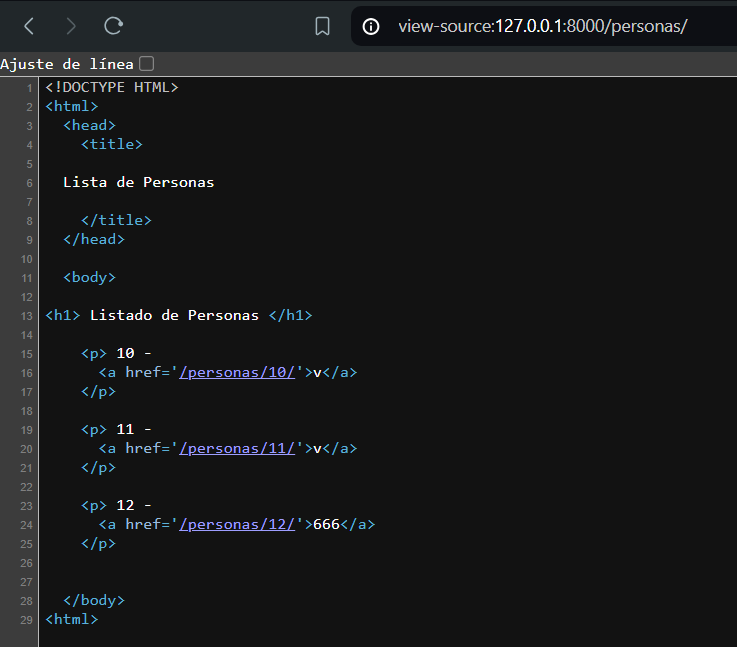 view-source:127.0.0.1:8000/personas/
Ajuste de línea
1 <!DOCTYPE HTML>
2 <html>
3   <head>
4     <title>
5
6   Lista de Personas
7
8     </title>
9   </head>
10
11   <body>
12
13 <h1> Listado de Personas </h1>
14
15     <p> 10 -
16       <a href='/personas/10/'>v</a>
17     </p>
18
19     <p> 11 -
20       <a href='/personas/11/'>v</a>
21     </p>
22
23     <p> 12 -
24       <a href='/personas/12/'>666</a>
25     </p>
26
27
28   </body>
29 <html>